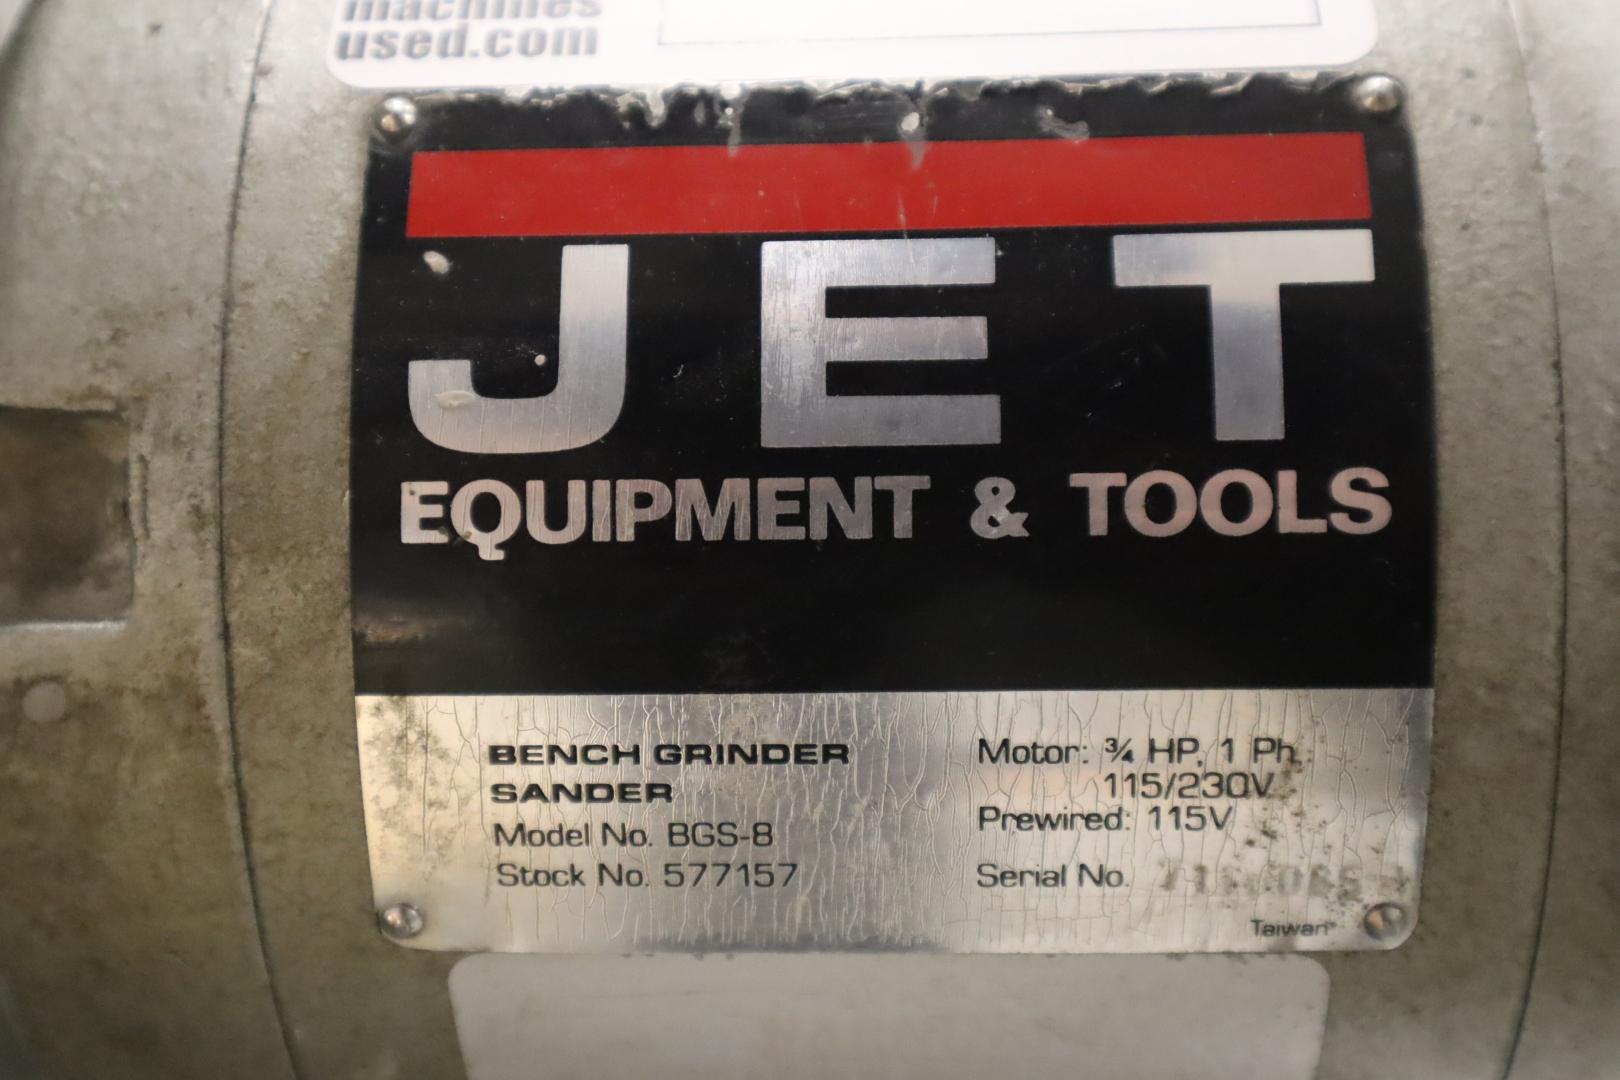 machines
used.com
JET
EQUIPMENT & TOOLS
BENCH GRINDER
SANDER
Model No. BGS-8
Stock No. 577157
Motor: ¾ HP, 1 Ph,
115/230V
Prewired: 115V
Serial No.
Taiwan